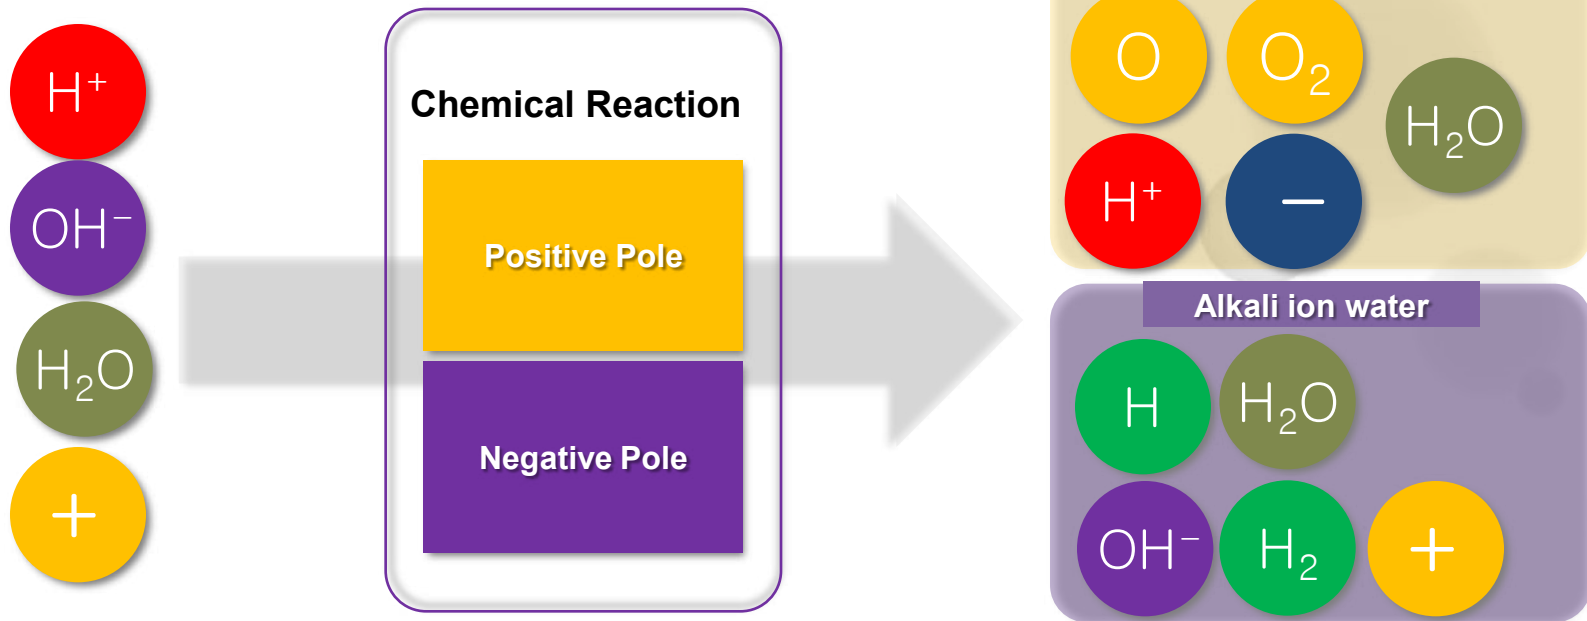 H⁺
OH⁻
H₂O
+
Chemical Reaction
Positive Pole
Negative Pole
O
O₂
H₂O
H⁺
−
Alkali ion water
H
H₂O
OH⁻
H₂
+